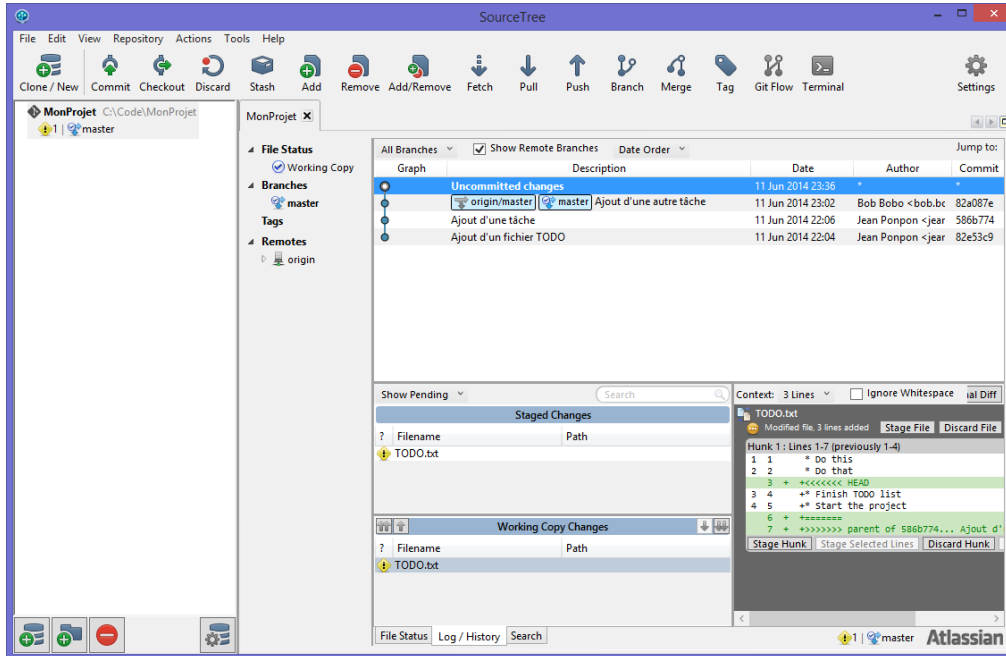 SourceTree
File Edit View Repository Actions Tools Help
Clone / New Commit Checkout Discard Stash Add Remove Add/Remove Fetch Pull Push Branch Merge Tag Git Flow Terminal Settings
MonProjet C:\Code\MonProjet
1 | master
MonProjet
File Status
Working Copy
Branches
master
Tags
Remotes
origin
All Branches Show Remote Branches Date Order Jump to:
Graph Description Date Author Commit
Uncommitted changes 11 Jun 2014 23:36 * *
origin/master master Ajout d'une autre tâche 11 Jun 2014 23:02 Bob Bobo <bob.bc 82a087e
Ajout d'une tâche 11 Jun 2014 22:06 Jean Ponpon <jear 586b774
Ajout d'un fichier TODO 11 Jun 2014 22:04 Jean Ponpon <jear 82e53c9
Show Pending Search
Staged Changes
? Filename Path
TODO.txt
Working Copy Changes
? Filename Path
TODO.txt
Context: 3 Lines Ignore Whitespace nal Diff
TODO.txt
Modified file, 3 lines added Stage File Discard File
Hunk 1 : Lines 1-7 (previously 1-4)
1 1 * Do this
2 2 * Do that
3 + +<<<<<<< HEAD
3 4 +* Finish TODO list
4 5 +* Start the project
6 + +=======
7 + +>>>>>>> parent of 586b774... Ajout d'
Stage Hunk Stage Selected Lines Discard Hunk
File Status Log / History Search
1 | master Atlassian